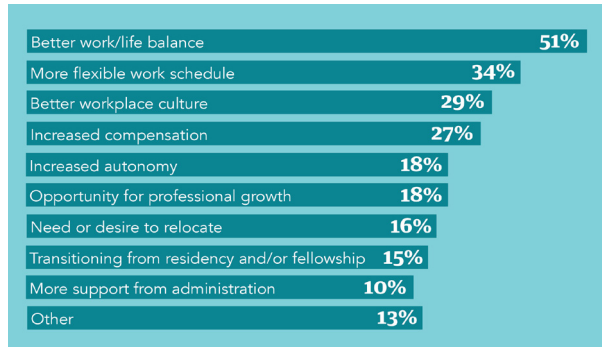 Better work/life balance 51%
More flexible work schedule 34%
Better workplace culture 29%
Increased compensation 27%
Increased autonomy 18%
Opportunity for professional growth 18%
Need or desire to relocate 16%
Transitioning from residency and/or fellowship 15%
More support from administration 10%
Other 13%